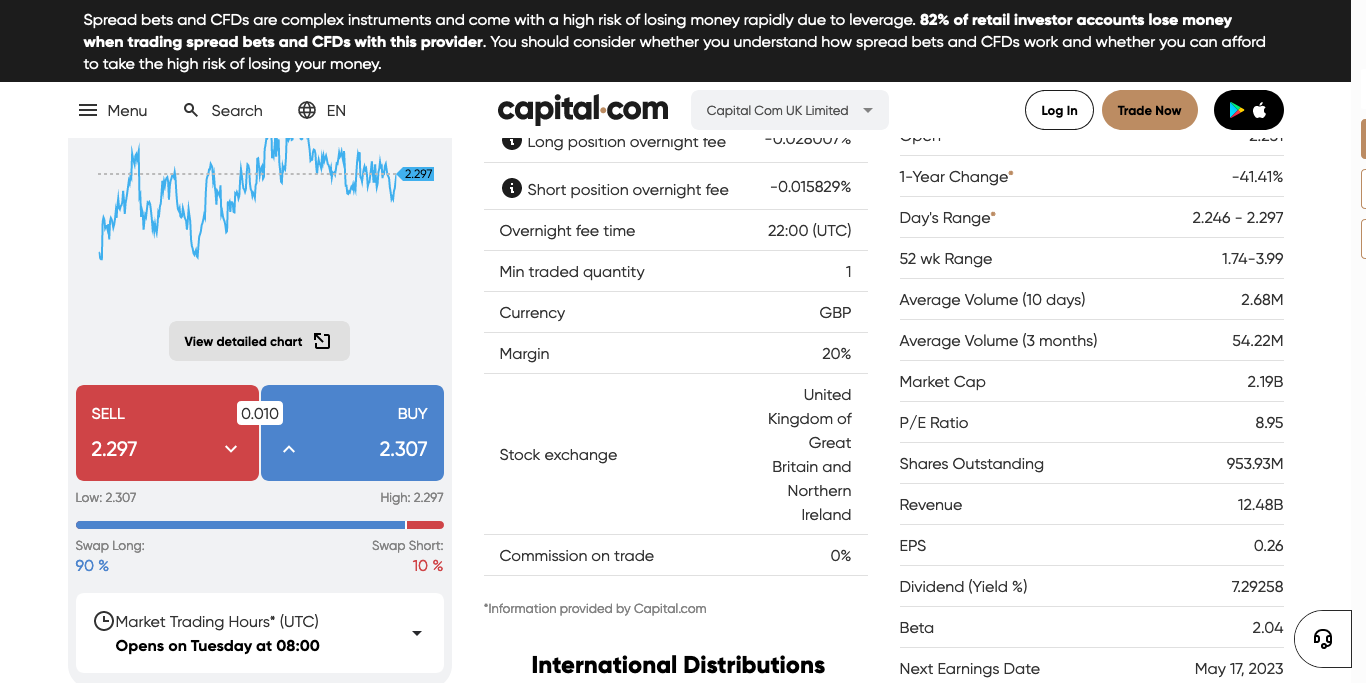 Spread bets and CFDs are complex instruments and come with a high risk of losing money rapidly due to leverage. 82% of retail investor accounts lose money
when trading spread bets and CFDs with this provider. You should consider whether you understand how spread bets and CFDs work and whether you can afford
to take the high risk of losing your money.
Menu
Search
EN
capital.com
Capital Com UK Limited
Log In
Trade Now
2.297
View detailed chart
SELL
0.010
BUY
2.297
2.307
Low: 2.307
High: 2.297
Swap Long:
Swap Short:
90 %
10 %
Market Trading Hours* (UTC)
Opens on Tuesday at 08:00
Long position overnight fee
-0.028007%
Short position overnight fee
-0.015829%
Overnight fee time
22:00 (UTC)
Min traded quantity
1
Currency
GBP
Margin
20%
Stock exchange
United
Kingdom of
Great
Britain and
Northern
Ireland
Commission on trade
0%
*Information provided by Capital.com
International Distributions
Open
1-Year Change*
-41.41%
Day's Range*
2.246 - 2.297
52 wk Range
1.74-3.99
Average Volume (10 days)
2.68M
Average Volume (3 months)
54.22M
Market Cap
2.19B
P/E Ratio
8.95
Shares Outstanding
953.93M
Revenue
12.48B
EPS
0.26
Dividend (Yield %)
7.29258
Beta
2.04
Next Earnings Date
May 17, 2023